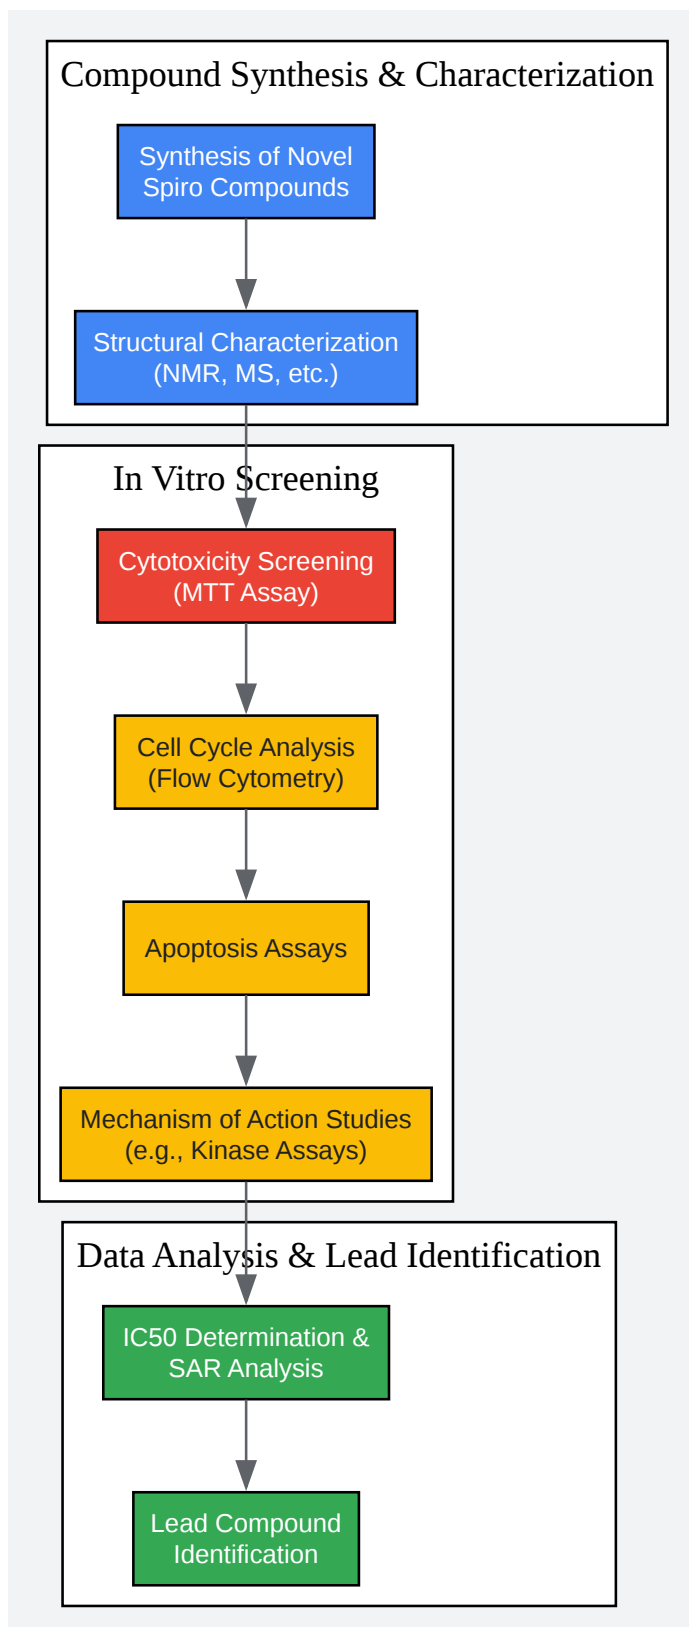 Compound Synthesis & Characterization
Synthesis of Novel
Spiro Compounds
Structural Characterization
(NMR, MS, etc.)
In Vitro Screening
Cytotoxicity Screening
(MTT Assay)
Cell Cycle Analysis
(Flow Cytometry)
Apoptosis Assays
Mechanism of Action Studies
(e.g., Kinase Assays)
Data Analysis & Lead Identification
IC50 Determination &
SAR Analysis
Lead Compound
Identification